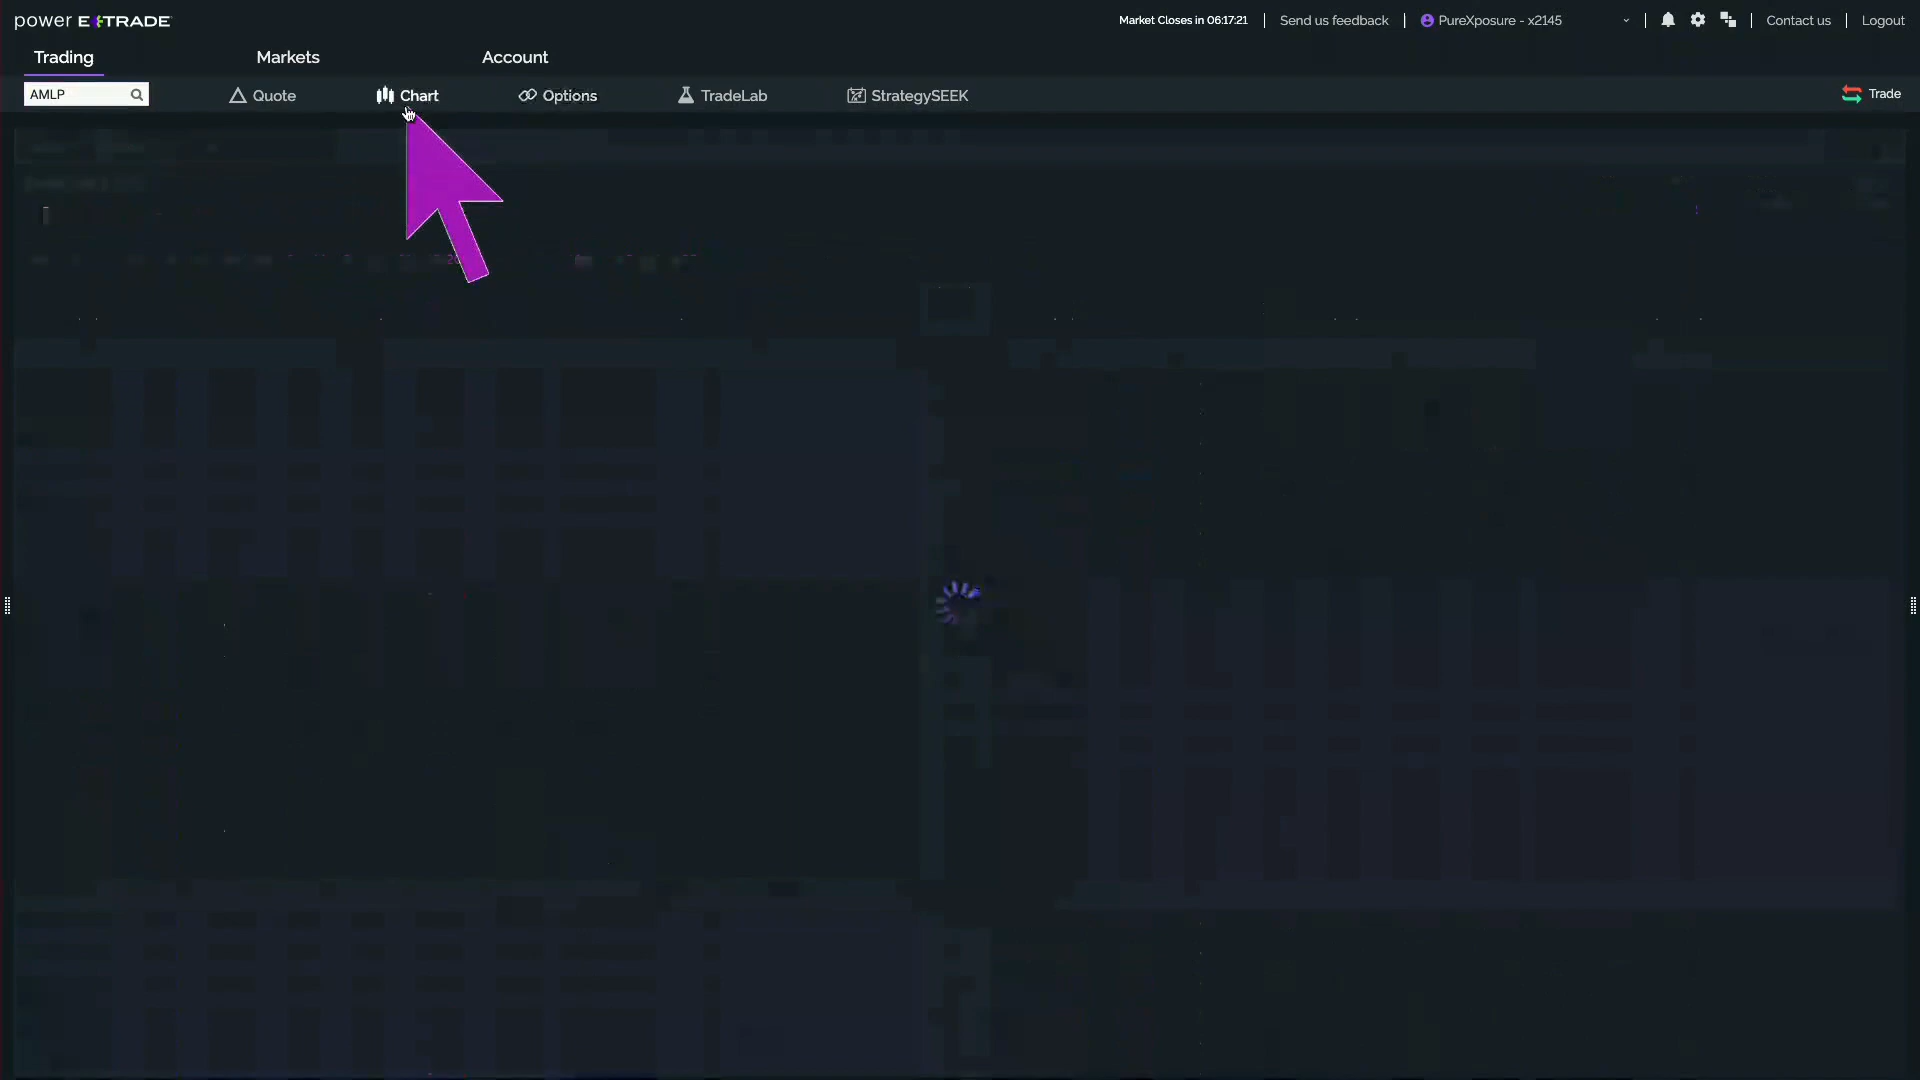 power E*TRADE
Market Closes in 06:17:21
Send us feedback
PureXposure - x2145
Contact us
Logout
Trading
Markets
Account
AMLP
Quote
Chart
Options
TradeLab
StrategySEEK
Trade